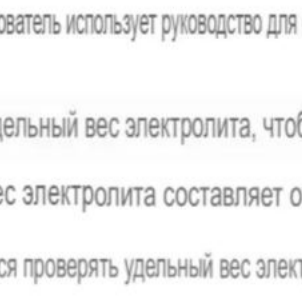 ователь использует руководство для
дельный вес электролита, чтоб
ес электролита составляет о
ся проверять удельный вес элект